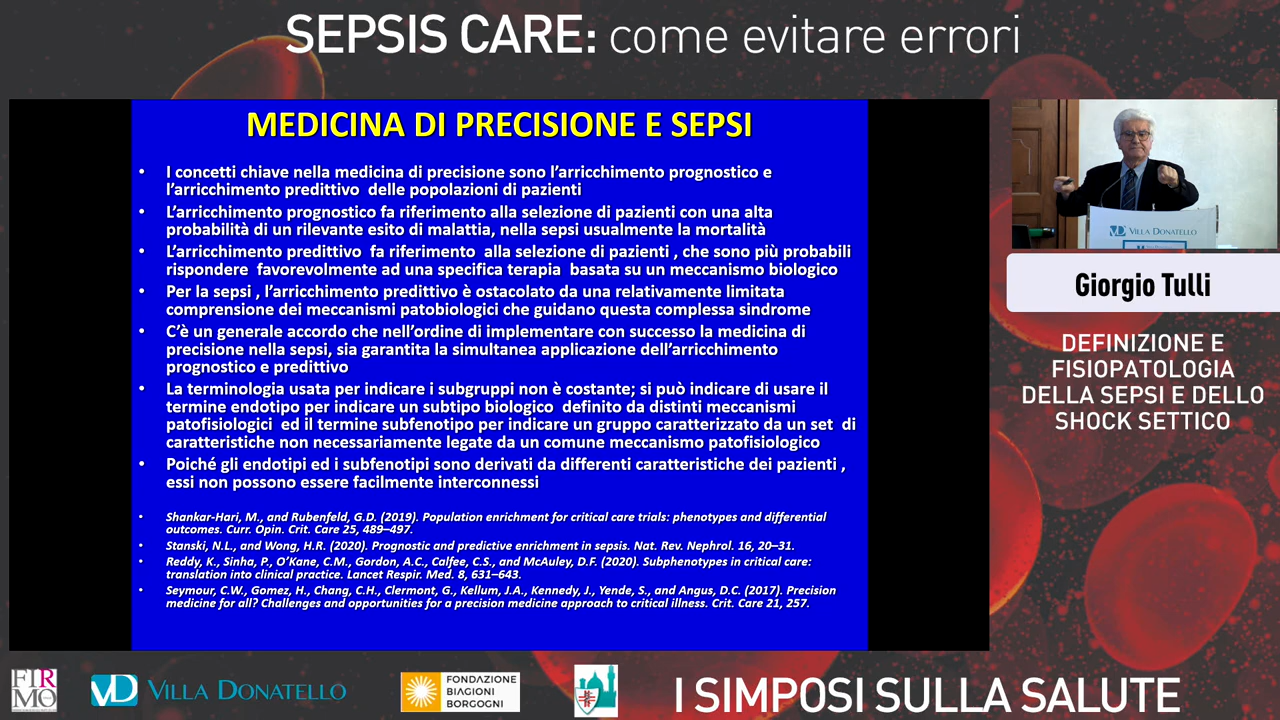 SEPSIS CARE: come evitare errori
MEDICINA DI PRECISIONE E SEPSI
• I concetti chiave nella medicina di precisione sono l'arricchimento prognostico e
l'arricchimento predittivo delle popolazioni di pazienti
• L'arricchimento prognostico fa riferimento alla selezione di pazienti con una alta
probabilità di un rilevante esito di malattia, nella sepsi usualmente la mortalità
• L'arricchimento predittivo fa riferimento alla selezione di pazienti , che sono più probabili
rispondere favorevolmente ad una specifica terapia basata su un meccanismo biologico
• Per la sepsi , l'arricchimento predittivo è ostacolato da una relativamente limitata
comprensione dei meccanismi patobiologici che guidano questa complessa sindrome
• C'è un generale accordo che nell'ordine di implementare con successo la medicina di
precisione nella sepsi, sia garantita la simultanea applicazione dell'arricchimento
prognostico e predittivo
• La terminologia usata per indicare i subgruppi non è costante; si può indicare di usare il
termine endotipo per indicare un subtipo biologico definito da distinti meccanismi
patofisiologici ed il termine subfenotipo per indicare un gruppo caratterizzato da un set di
caratteristiche non necessariamente legate da un comune meccanismo patofisiologico
• Poiché gli endotipi ed i subfenotipi sono derivati da differenti caratteristiche dei pazienti ,
essi non possono essere facilmente interconnessi
• Shankar-Hari, M., and Rubenfeld, G.D. (2019). Population enrichment for critical care trials: phenotypes and differential
outcomes. Curr. Opin. Crit. Care 25, 489–497.
• Stanski, N.L., and Wong, H.R. (2020). Prognostic and predictive enrichment in sepsis. Nat. Rev. Nephrol. 16, 20–31.
• Reddy, K., Sinha, P., O'Kane, C.M., Gordon, A.C., Calfee, C.S., and McAuley, D.F. (2020). Subphenotypes in critical care:
translation into clinical practice. Lancet Respir. Med. 8, 631–643.
• Seymour, C.W., Gomez, H., Chang, C.H., Clermont, G., Kellum, J.A., Kennedy, J., Yende, S., and Angus, D.C. (2017). Precision
medicine for all? Challenges and opportunities for a precision medicine approach to critical illness. Crit. Care 21, 257.
VD VILLA DONATELLO
Giorgio Tulli
DEFINIZIONE E
FISIOPATOLOGIA
DELLA SEPSI E DELLO
SHOCK SETTICO
FIR
MO
VD VILLA DONATELLO
FONDAZIONE
BIAGIONI
BORGOGNI
I SIMPOSI SULLA SALUTE